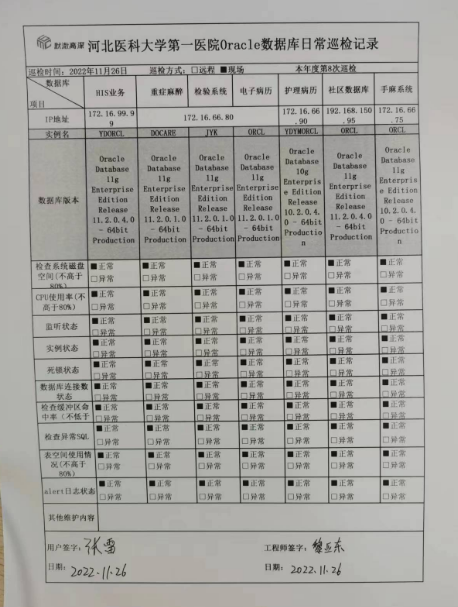 河北医科大学第一医院Oracle数据库日常巡检记录
巡检时间：2022年11月26日 巡检方式：□远程 ■现场 本年度第8次巡检
数据库 项目 HIS业务 重症麻醉 检验系统 电子病历 护理病历 社区数据库 手麻系统
IP地址 172.16.99.99 172.16.66.80 172.16.66.90 192.168.150.95 172.16.66.75
实例名 YDORCL DOCARE JYK ORCL YDYMORCL ORCL ORCL
数据库版本
Oracle Database 11g Enterprise Edition Release 11.2.0.4.0 - 64bit Production
Oracle Database 11g Enterprise Edition Release 11.2.0.1.0 - 64bit Production
Oracle Database 11g Enterprise Edition Release 11.2.0.1.0 - 64bit Production
Oracle Database 11g Enterprise Edition Release 11.2.0.1.0 - 64bit Production
Oracle Database 10g Enterprise Edition Release 10.2.0.4.0 - 64bit Production
Oracle Database 11g Enterprise Edition Release 11.2.0.4.0 - 64bit Production
Oracle Database 11g Enterprise Edition Release 11.2.0.4.0 - 64bit Production
检查系统磁盘空间(不高于80%) ■正常 ■正常 ■正常 ■正常 ■正常 ■正常 ■正常
□异常 □异常 □异常 □异常 □异常 □异常 □异常
CPU使用率(不高于80%) ■正常 ■正常 ■正常 ■正常 ■正常 ■正常 ■正常
□异常 □异常 □异常 □异常 □异常 □异常 □异常
监听状态 ■正常 ■正常 ■正常 ■正常 ■正常 ■正常 ■正常
□异常 □异常 □异常 □异常 □异常 □异常 □异常
实例状态 ■正常 ■正常 ■正常 ■正常 ■正常 ■正常 ■正常
□异常 □异常 □异常 □异常 □异常 □异常 □异常
死锁状态 ■正常 ■正常 ■正常 ■正常 ■正常 ■正常 ■正常
□异常 □异常 □异常 □异常 □异常 □异常 □异常
数据库连接数状态 ■正常 ■正常 ■正常 ■正常 ■正常 ■正常 ■正常
□异常 □异常 □异常 □异常 □异常 □异常 □异常
检查缓冲区命中率（不低于 ■正常 ■正常 ■正常 ■正常 ■正常 ■正常 ■正常
□异常 □异常 □异常 □异常 □异常 □异常 □异常
检查异常SQL ■正常 ■正常 ■正常 ■正常 ■正常 ■正常 ■正常
□异常 □异常 □异常 □异常 □异常 □异常 □异常
表空间使用情况(不高于80%) ■正常 ■正常 ■正常 ■正常 ■正常 ■正常 ■正常
□异常 □异常 □异常 □异常 □异常 □异常 □异常
alert日志状态 ■正常 ■正常 ■正常 ■正常 ■正常 ■正常 ■正常
□异常 □异常 □异常 □异常 □异常 □异常 □异常
其他维护内容
用户签字：张雷 工程师签字：
日期：2022.11.26 日期：2022.11.26